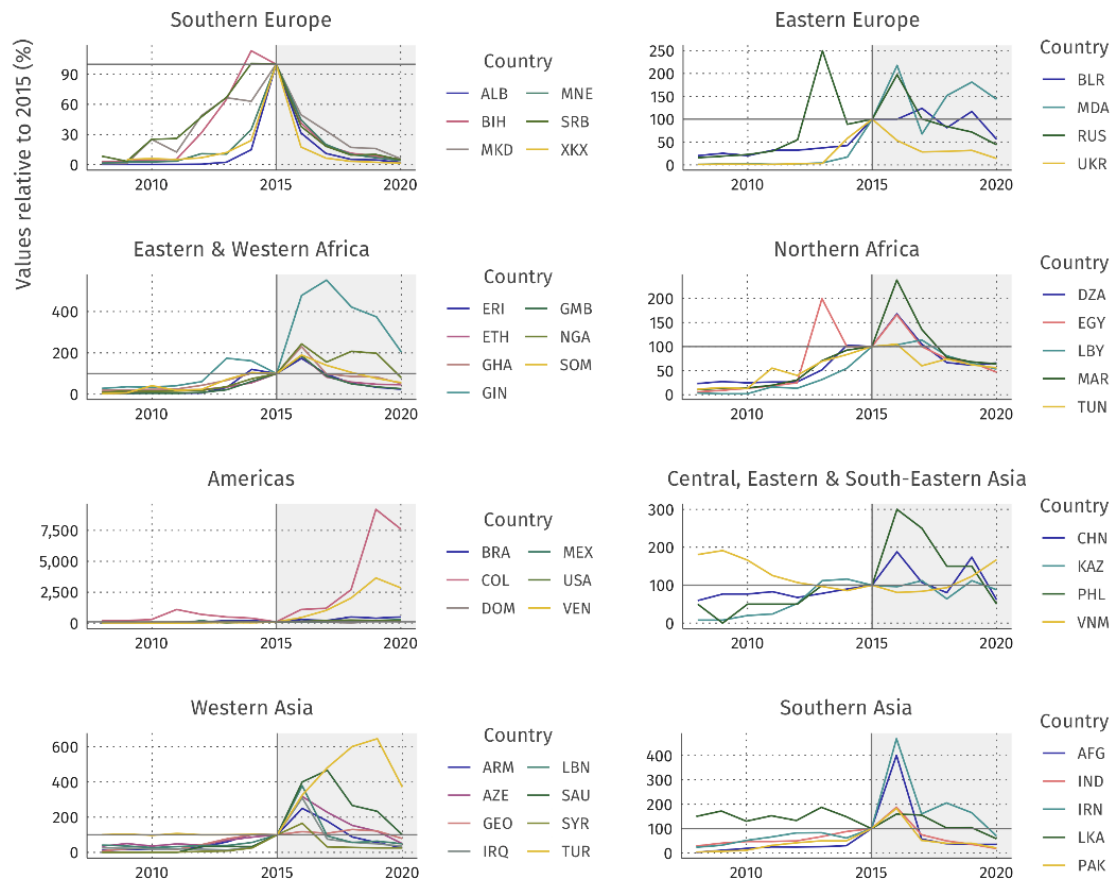 Values relative to 2015 (%)
Southern Europe
90
60
30
0
2010
2015
2020
Country
ALB MNE
BIH SRB
MKD XKX
Eastern Europe
250
200
150
100
50
0
2010
2015
2020
Country
BLR
MDA
RUS
UKR
Eastern & Western Africa
400
200
0
2010
2015
2020
Country
ERI GMB
ETH NGA
GHA SOM
GIN
Northern Africa
200
150
100
50
0
2010
2015
2020
Country
DZA
EGY
LBY
MAR
TUN
Americas
7,500
5,000
2,500
0
2010
2015
2020
Country
BRA MEX
COL USA
DOM VEN
Central, Eastern & South-Eastern Asia
300
200
100
0
2010
2015
2020
Country
CHN
KAZ
PHL
VNM
Western Asia
600
400
200
0
2010
2015
2020
Country
ARM LBN
AZE SAU
GEO SYR
IRQ TUR
Southern Asia
400
300
200
100
0
2010
2015
2020
Country
AFG
IND
IRN
LKA
PAK